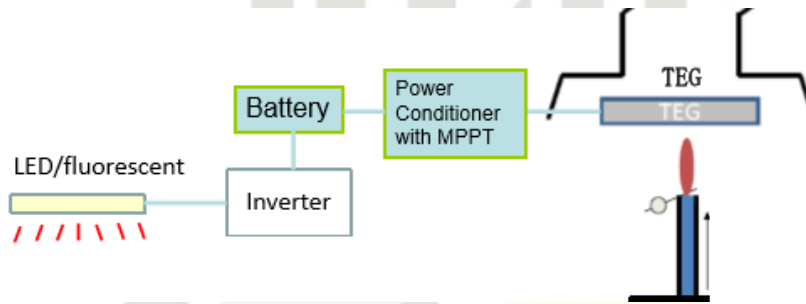 TEG
TEG
Power
Conditioner
with MPPT
Battery
LED/fluorescent
Inverter